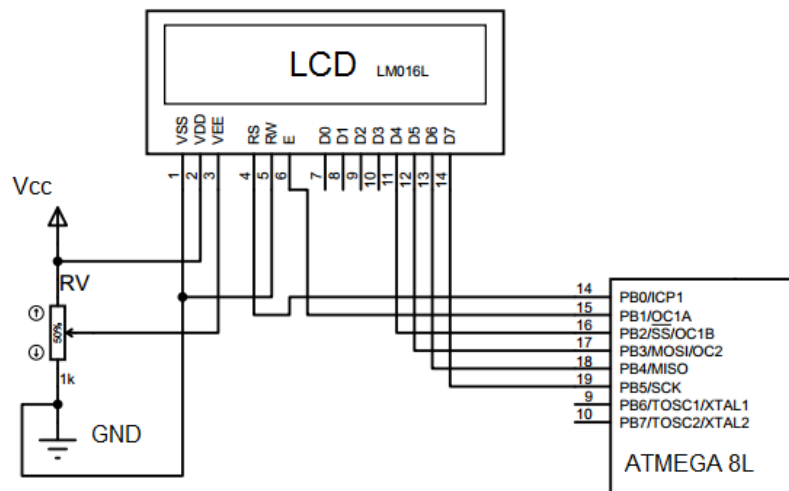 LCD LM016L
VSS VDD VEE RS RW E D0 D1 D2 D3 D4 D5 D6 D7
1 2 3 4 5 6 7 8 9 10 11 12 13 14
Vcc
RV
50%
1k
GND
14 PB0/ICP1
15 PB1/OC1A
16 PB2/SS/OC1B
17 PB3/MOSI/OC2
18 PB4/MISO
19 PB5/SCK
9 PB6/TOSC1/XTAL1
10 PB7/TOSC2/XTAL2
ATMEGA 8L